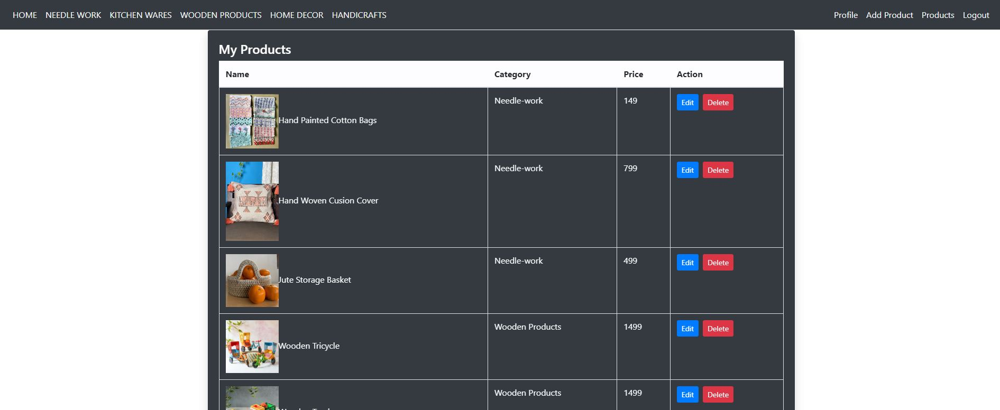 HOME NEEDLE WORK KITCHEN WARES WOODEN PRODUCTS HOME DECOR HANDICRAFTS Profile Add Product Products Logout
My Products
Name Category Price Action
Hand Painted Cotton Bags Needle-work 149 Edit Delete
Hand Woven Cusion Cover Needle-work 799 Edit Delete
Jute Storage Basket Needle-work 499 Edit Delete
Wooden Tricycle Wooden Products 1499 Edit Delete
Wooden Products 1499 Edit Delete